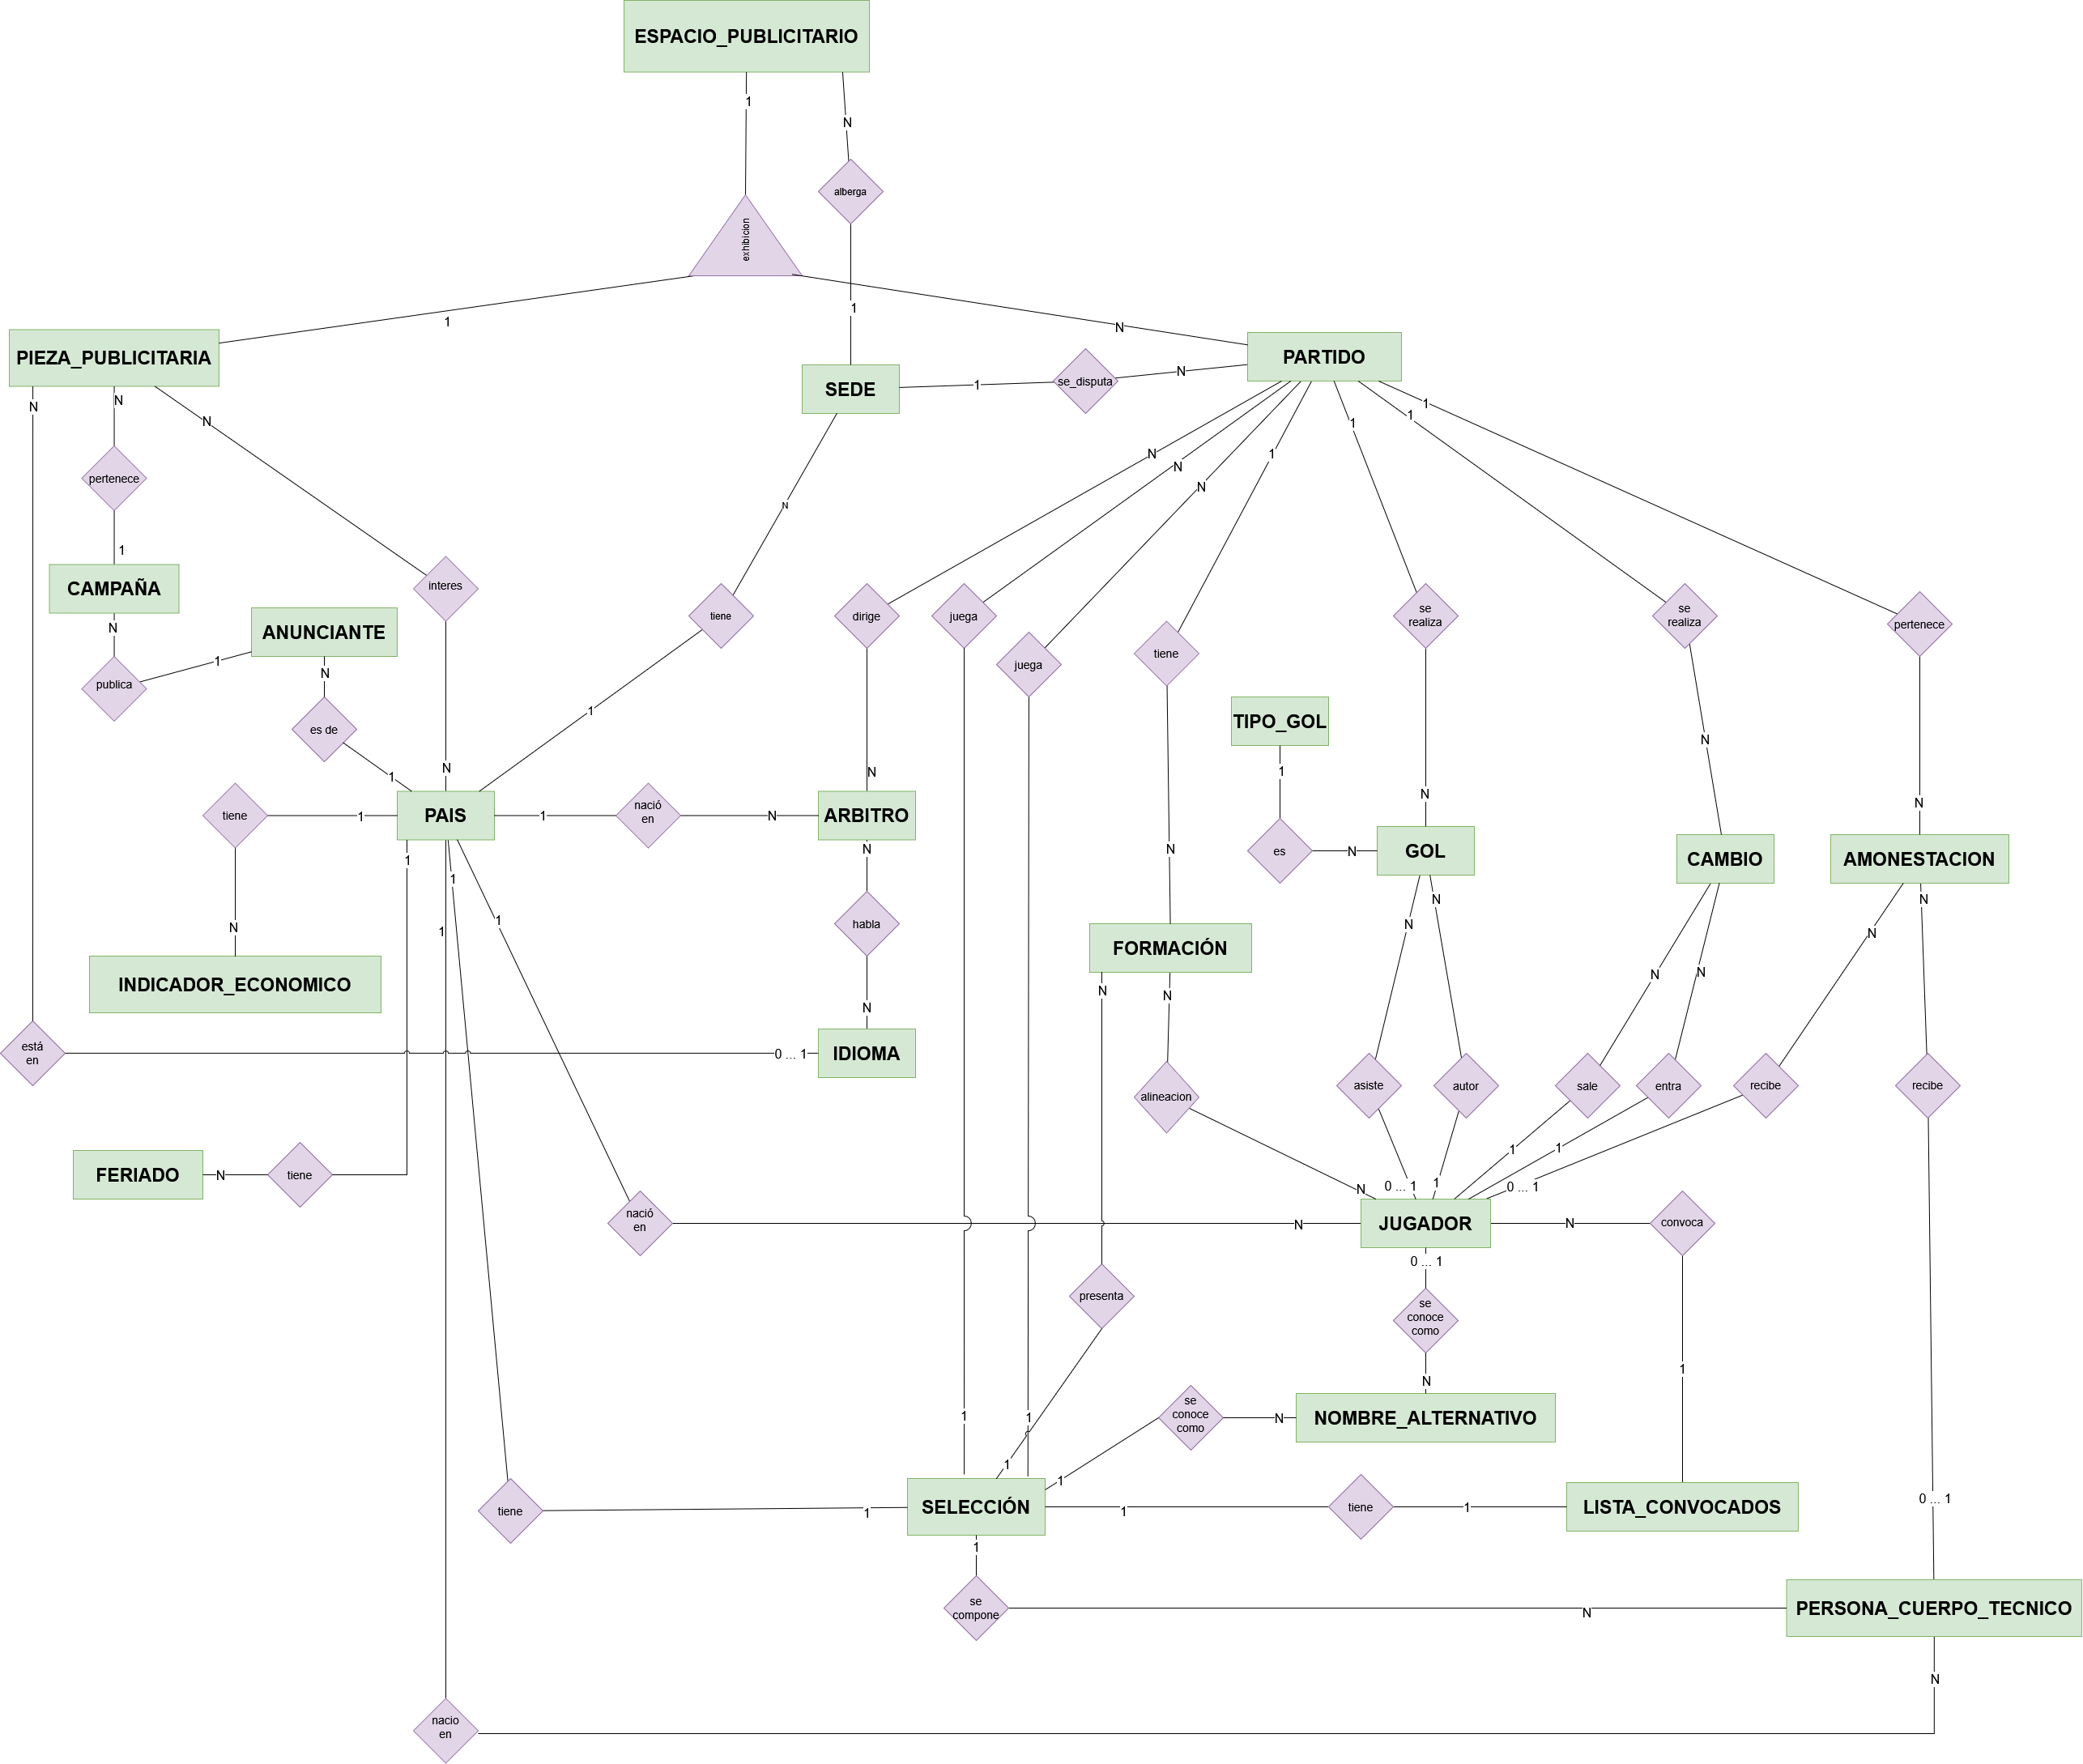 ESPACIO_PUBLICITARIO
1
N
alberga
exhibicion
1
1
N
PIEZA_PUBLICITARIA
PARTIDO
SEDE
1
se_disputa
N
N
N
N
1
1
1
N
N
N
1
N
pertenece
N
1
CAMPAÑA
interes
tiene
dirige
juega
juega
tiene
se
realiza
se
realiza
pertenece
N
ANUNCIANTE
1
publica
N
es de
1
1
N
N
TIPO_GOL
1
N
N
N
PAIS
tiene
1
1
nació
en
N
ARBITRO
es
N
GOL
CAMBIO
AMONESTACION
1
1
1
1
N
N
N
N
N
N
N
N
habla
FORMACIÓN
N
N
INDICADOR_ECONOMICO
N
N
N
está
en
0 ... 1
IDIOMA
alineacion
asiste
autor
sale
entra
recibe
recibe
FERIADO
N
tiene
N
0 ... 1
1
1
1
0 ... 1
nació
en
N
JUGADOR
N
convoca
0 ... 1
presenta
se
conoce
como
1
N
1
1
se
conoce
como
N
NOMBRE_ALTERNATIVO
1
1
tiene
1
SELECCIÓN
1
tiene
1
LISTA_CONVOCADOS
0 ... 1
1
se
compone
N
PERSONA_CUERPO_TECNICO
N
nacio
en